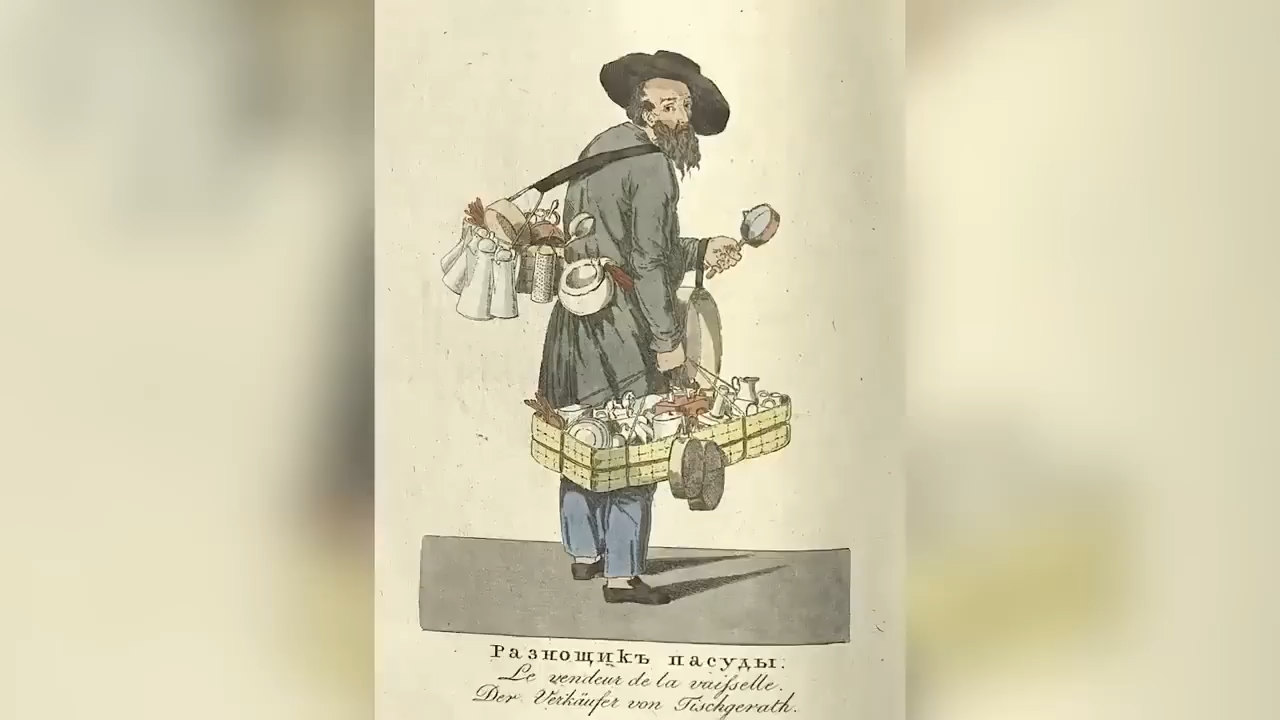 Разнощикъ пасуды.
Le vendeur de la vaiſselle.
Der Verkäufer von Tischgerath.